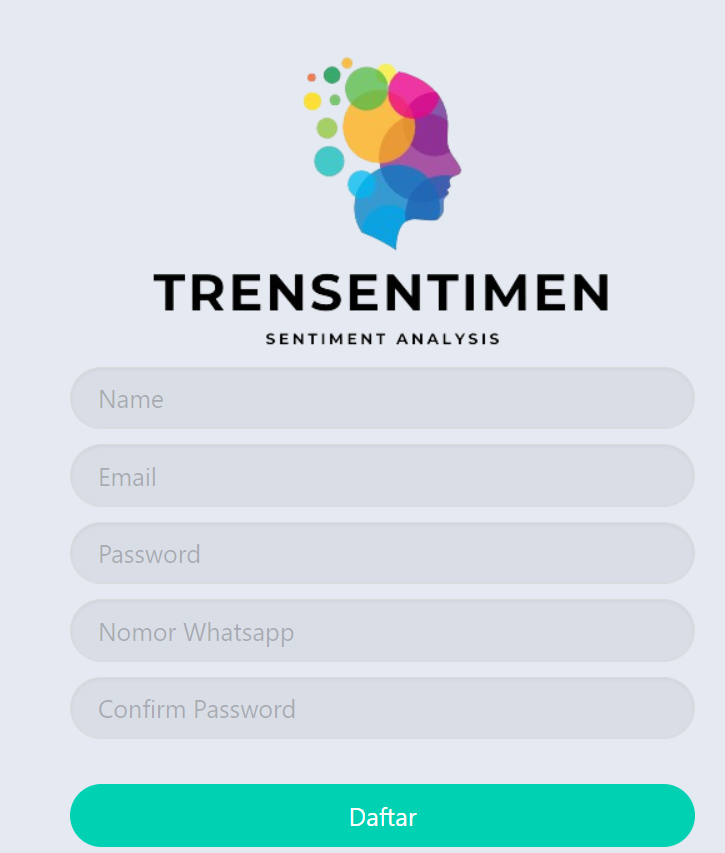 TRENSENTIMEN
SENTIMENT ANALYSIS
Name
Email
Password
Nomor Whatsapp
Confirm Password
Daftar